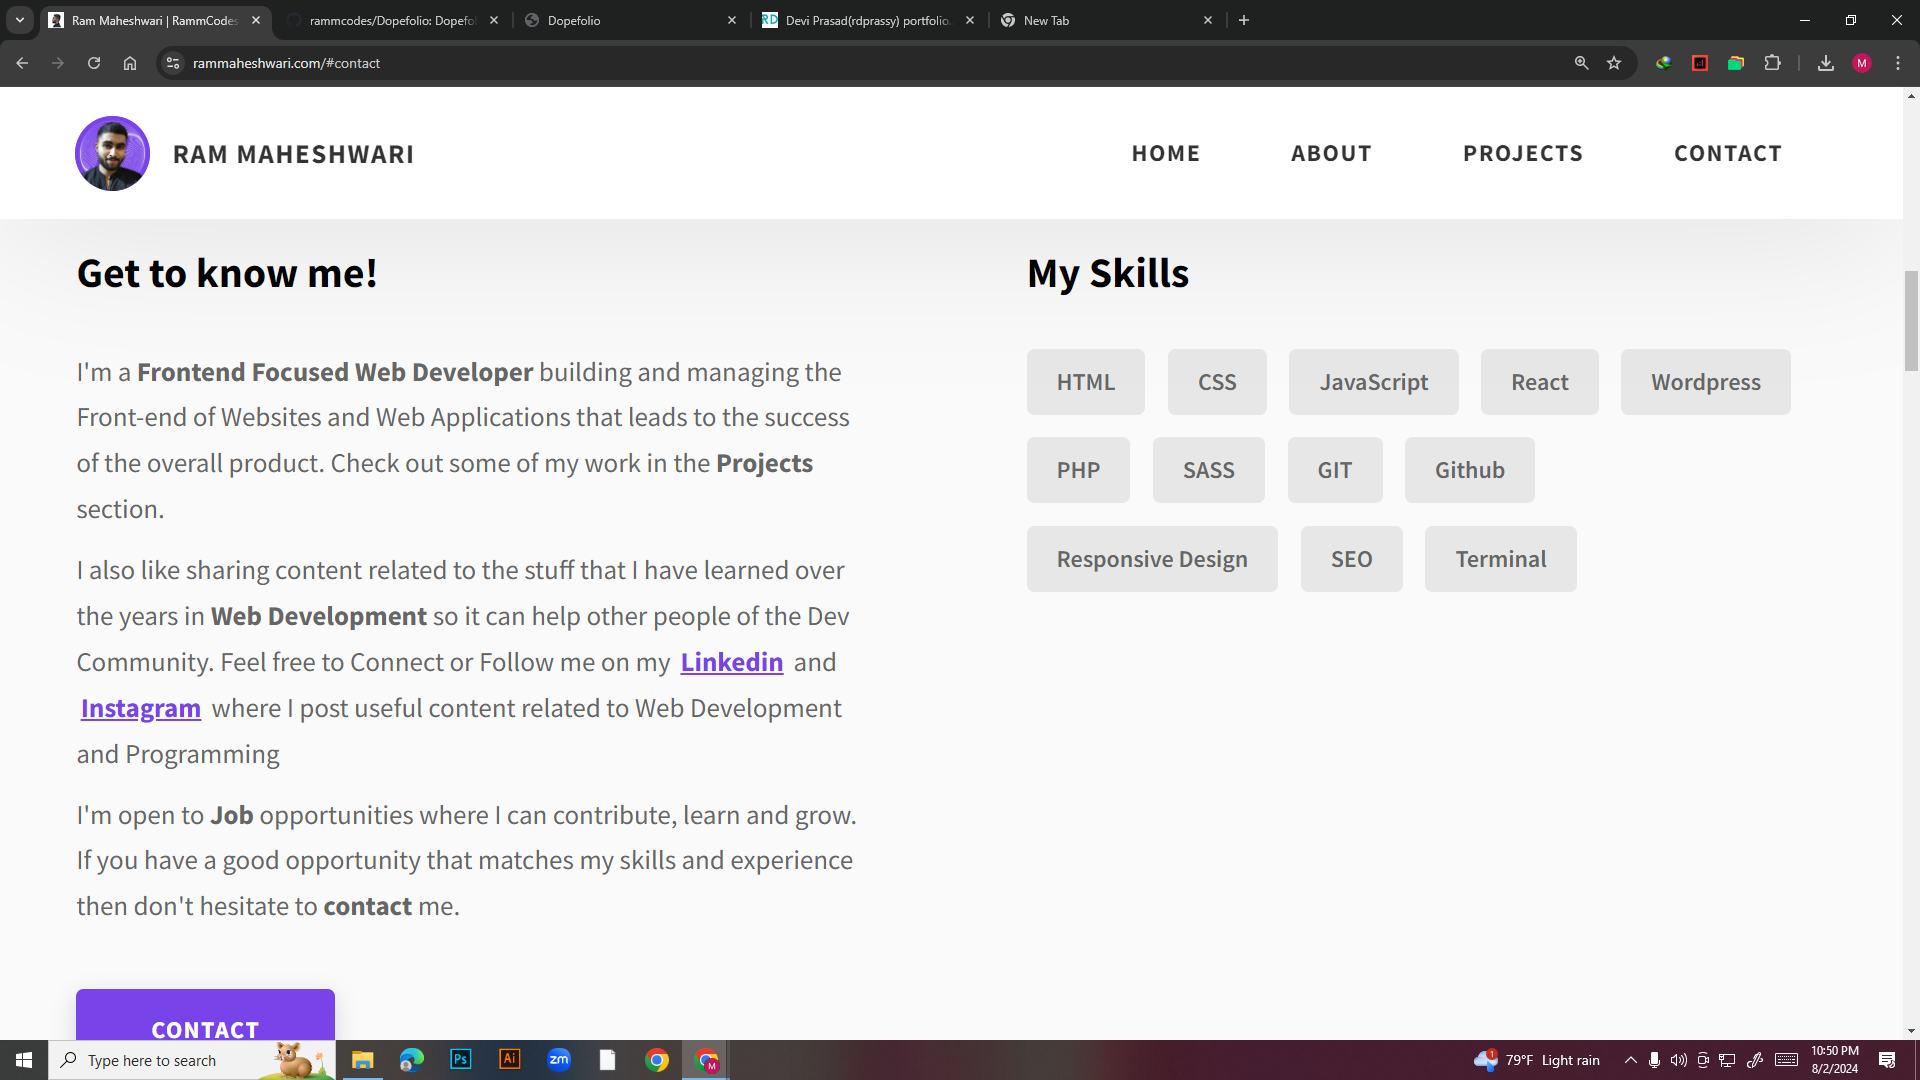 Ram Maheshwari | RammCodes
rammcodes/Dopefolio: Dopefo
Dopefolio
RD
Devi Prasad(rdprassy) portfolio
New Tab
rammaheshwari.com/#contact
M
RAM MAHESHWARI
HOME
ABOUT
PROJECTS
CONTACT
Get to know me!
I'm a Frontend Focused Web Developer building and managing the
Front-end of Websites and Web Applications that leads to the success
of the overall product. Check out some of my work in the Projects
section.
I also like sharing content related to the stuff that I have learned over
the years in Web Development so it can help other people of the Dev
Community. Feel free to Connect or Follow me on my Linkedin and
Instagram where I post useful content related to Web Development
and Programming
I'm open to Job opportunities where I can contribute, learn and grow.
If you have a good opportunity that matches my skills and experience
then don't hesitate to contact me.
CONTACT
My Skills
HTML
CSS
JavaScript
React
Wordpress
PHP
SASS
GIT
Github
Responsive Design
SEO
Terminal
Type here to search
Ps
Ai
zm
M
1
79°F Light rain
10:50 PM
8/2/2024